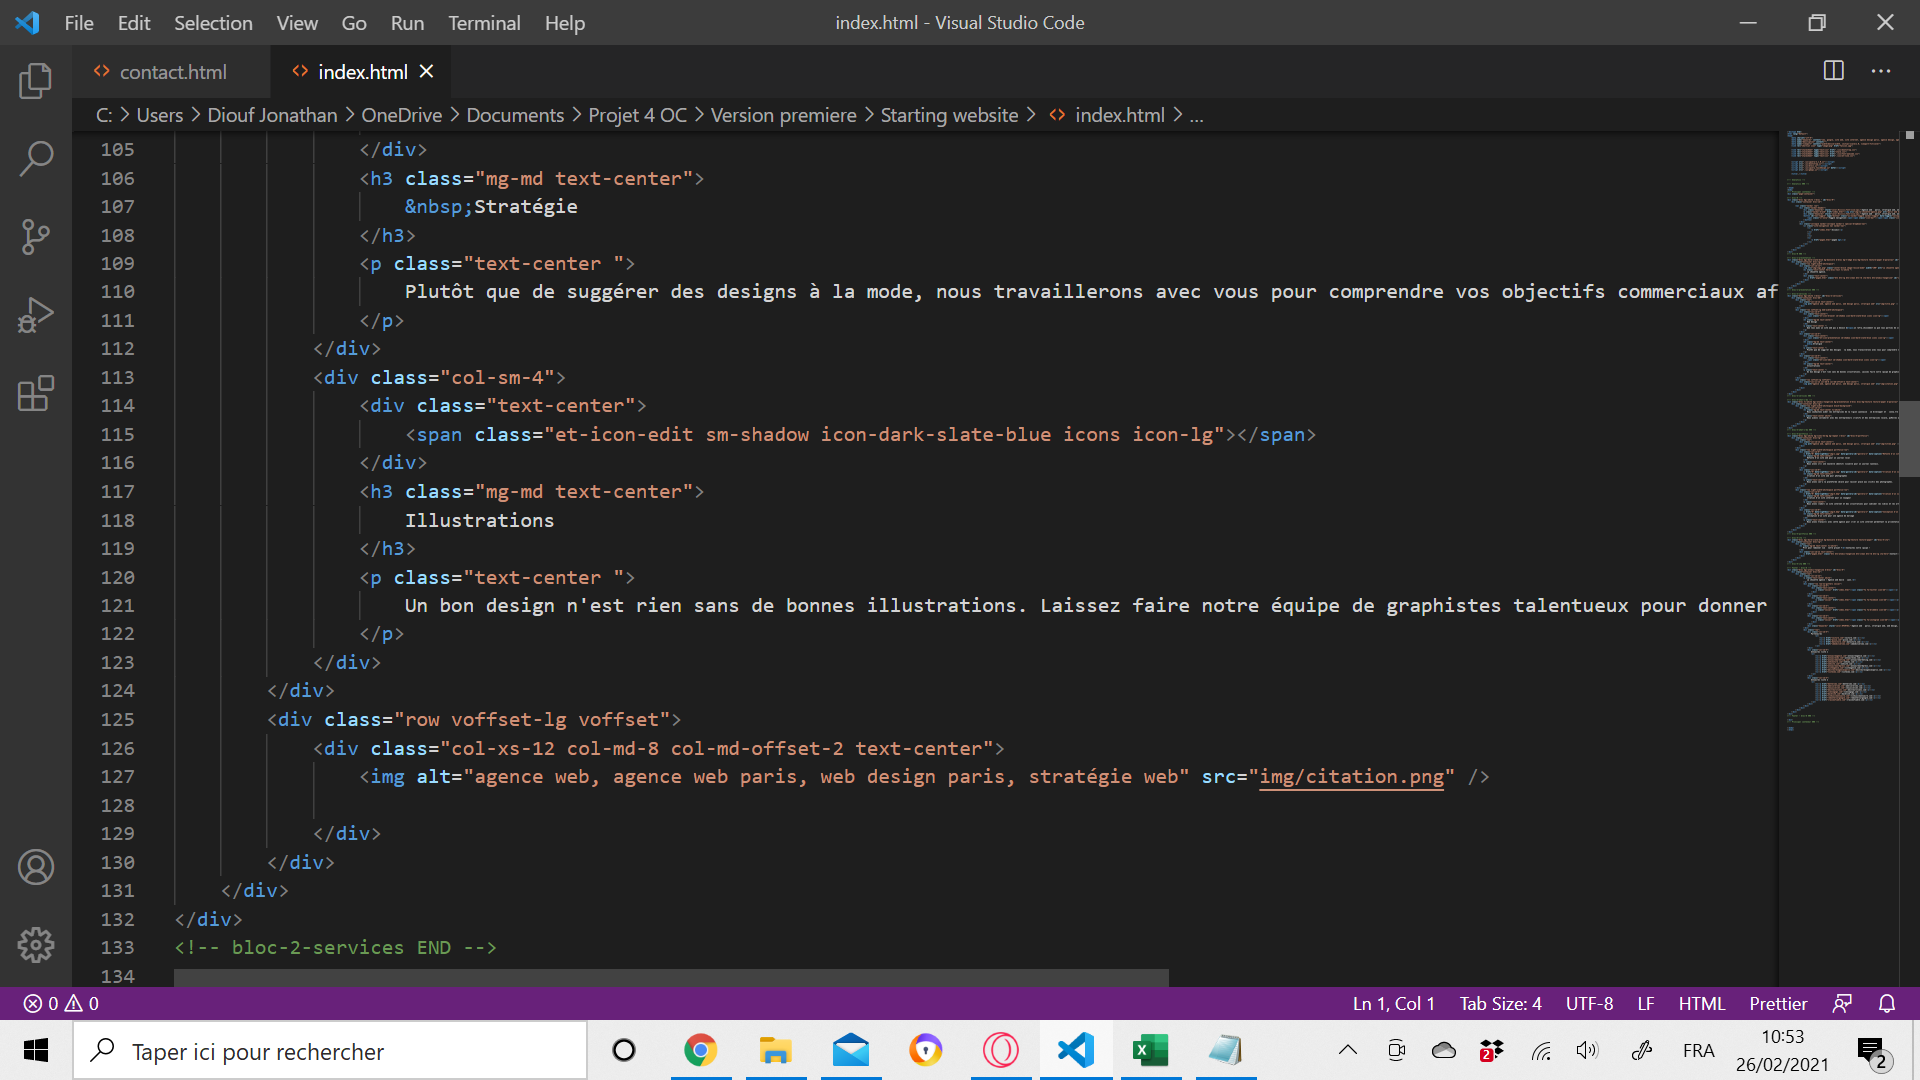 File Edit Selection View Go Run Terminal Help index.html - Visual Studio Code
contact.html index.html
C: > Users > Diouf Jonathan > OneDrive > Documents > Projet 4 OC > Version premiere > Starting website > index.html > ...
105 </div>
106 <h3 class="mg-md text-center">
107 &nbsp;Stratégie
108 </h3>
109 <p class="text-center ">
110 Plutôt que de suggérer des designs à la mode, nous travaillerons avec vous pour comprendre vos objectifs commerciaux af
111 </p>
112 </div>
113 <div class="col-sm-4">
114 <div class="text-center">
115 <span class="et-icon-edit sm-shadow icon-dark-slate-blue icons icon-lg"></span>
116 </div>
117 <h3 class="mg-md text-center">
118 Illustrations
119 </h3>
120 <p class="text-center ">
121 Un bon design n'est rien sans de bonnes illustrations. Laissez faire notre équipe de graphistes talentueux pour donner
122 </p>
123 </div>
124 </div>
125 <div class="row voffset-lg voffset">
126 <div class="col-xs-12 col-md-8 col-md-offset-2 text-center">
127 <img alt="agence web, agence web paris, web design paris, stratégie web" src="img/citation.png" />
128
129 </div>
130 </div>
131 </div>
132 </div>
133 <!-- bloc-2-services END -->
134
0 0 Ln 1, Col 1 Tab Size: 4 UTF-8 LF HTML Prettier
Taper ici pour rechercher 2 FRA 10:53
26/02/2021 2